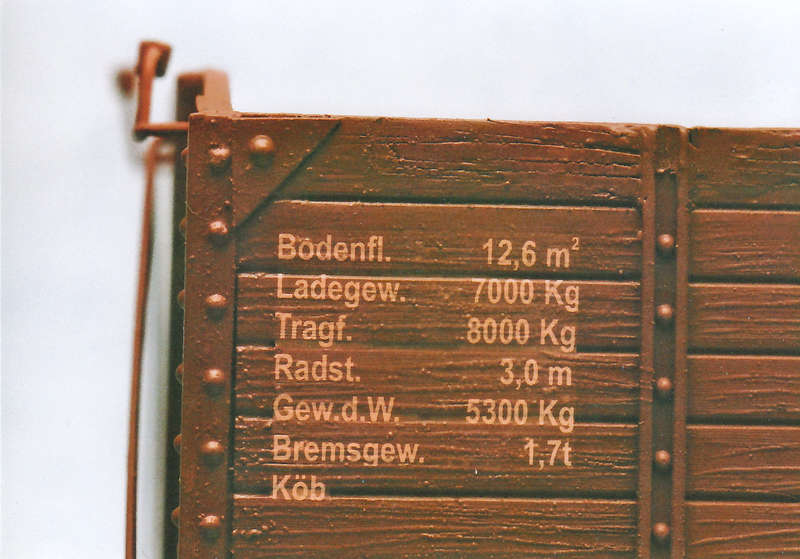 Bodenfl. 12,6 m²
Ladegew. 7000 Kg
Tragf. 8000 Kg
Radst. 3,0 m
Gew.d.W. 5300 Kg
Bremsgew. 1,7t
Köb